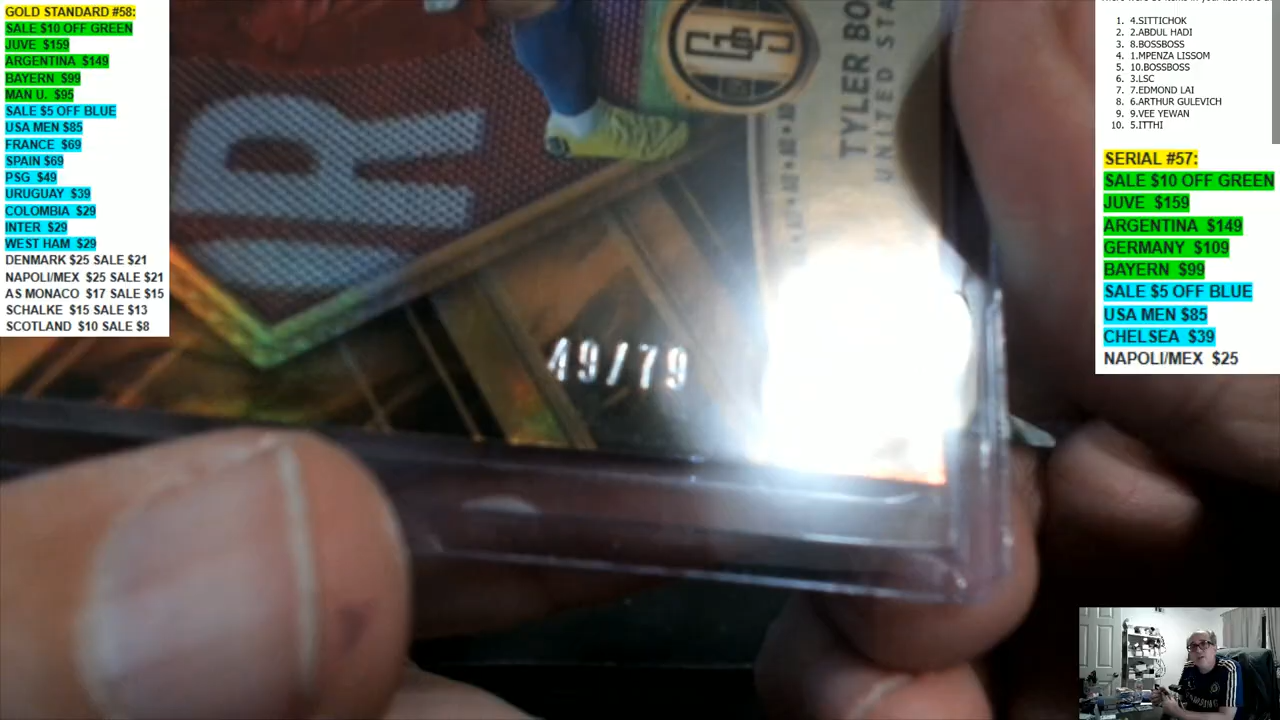 GOLD STANDARD #58:
SALE $10 OFF GREEN
JUVE $159
ARGENTINA $149
BAYERN $99
MAN U. $95
SALE $5 OFF BLUE
USA MEN $85
FRANCE $69
SPAIN $69
PSG $49
URUGUAY $39
COLOMBIA $29
INTER $29
WEST HAM $29
DENMARK $25 SALE $21
NAPOLI/MEX $25 SALE $21
AS MONACO $17 SALE $15
SCHALKE $15 SALE $13
SCOTLAND $10 SALE $8
1. 4.SITTICHOK
2. 2.ABDUL HADI
3. 8.BOSSBOSS
4. 1.MPENZA LISSOM
5. 10.BOSSBOSS
6. 3.LSC
7. 7.EDMOND LAI
8. 6.ARTHUR GULEVICH
9. 9.VEE YEWAN
10. 5.ITTHI
SERIAL #57:
SALE $10 OFF GREEN
JUVE $159
ARGENTINA $149
GERMANY $109
BAYERN $99
SALE $5 OFF BLUE
USA MEN $85
CHELSEA $39
NAPOLI/MEX $25
R
GS
TYLER BO
UNITED STA
49/79